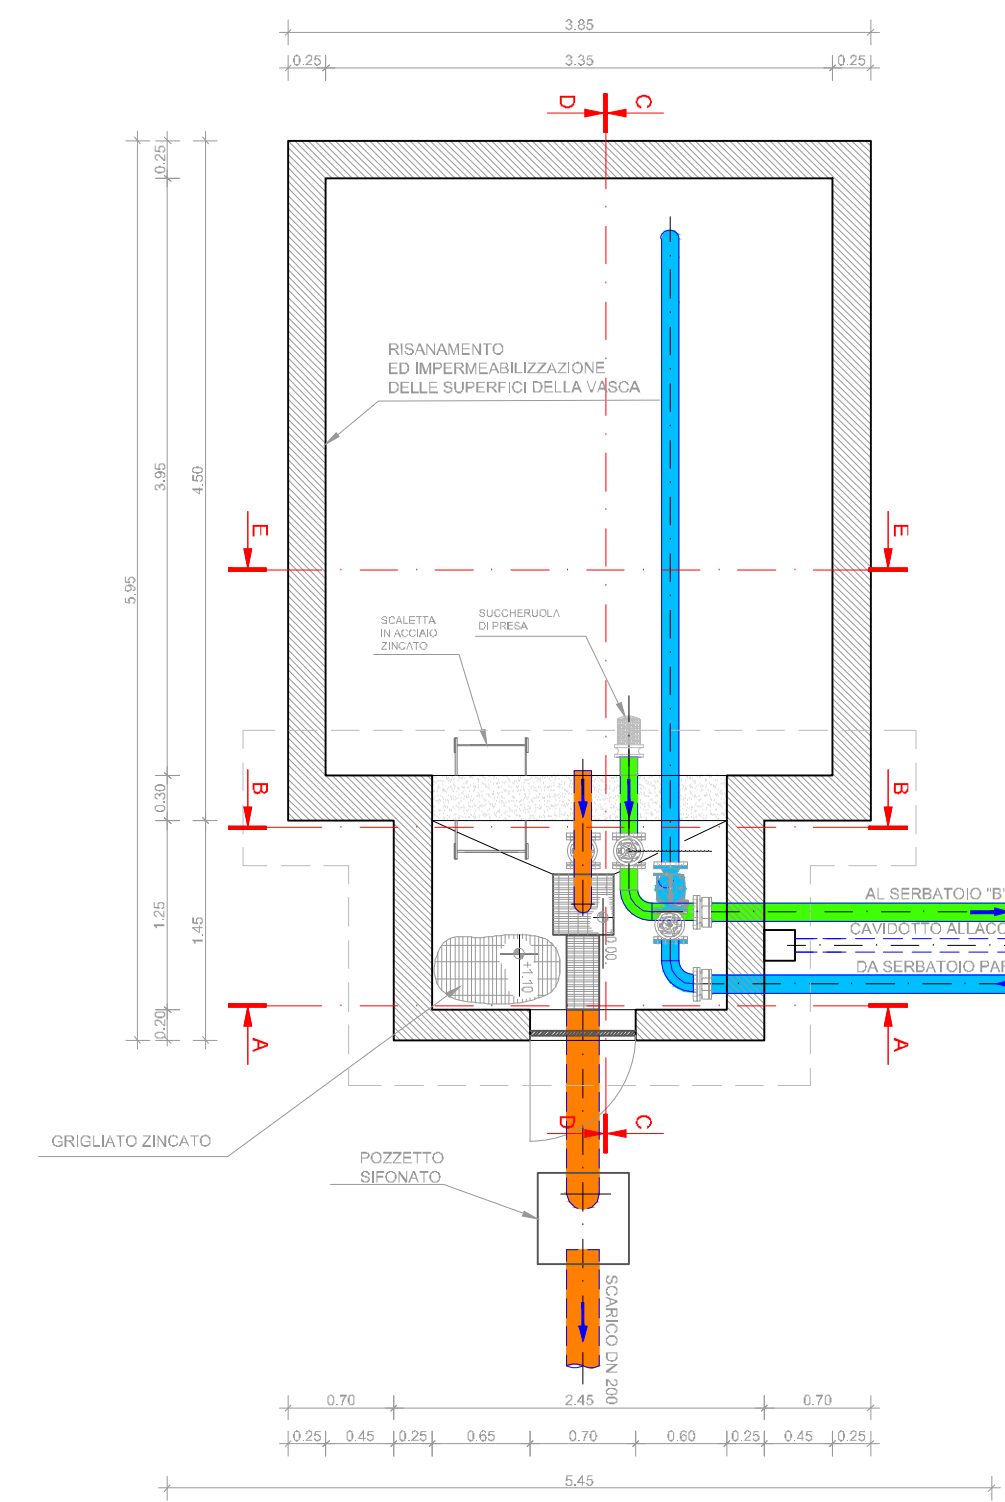 3.85
0.25
3.35
0.25
D
C
0.25
RISANAMENTO
ED IMPERMEABILIZZAZIONE
DELLE SUPERFICI DELLA VASCA
3.95
4.50
5.95
E
E
SCALETTA
IN ACCIAIO
ZINCATO
SUCCHERUOLA
DI PRESA
B
B
0.30
1.25
1.45
0.20
AL SERBATOIO "B"
CAVIDOTTO ALLACC
DA SERBATOIO PAR
0.00
+1.10
A
A
D
C
GRIGLIATO ZINCATO
POZZETTO
SIFONATO
SCARICO DN 200
0.70
2.45
0.70
0.25
0.45
0.25
0.65
0.70
0.60
0.25
0.45
0.25
5.45